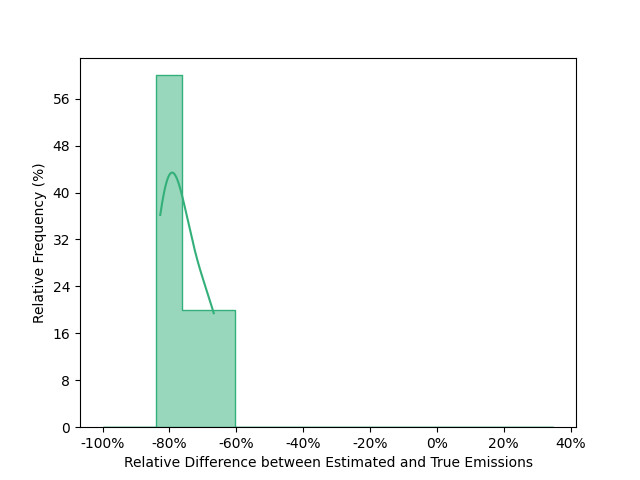 56
48
40
32
24
16
8
0
Relative Frequency (%)
-100% -80% -60% -40% -20% 0% 20% 40%
Relative Difference between Estimated and True Emissions